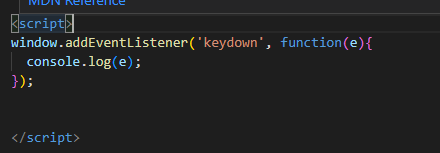 MDN Reference
<script>
window.addEventListener('keydown', function(e){
  console.log(e);
});
</script>